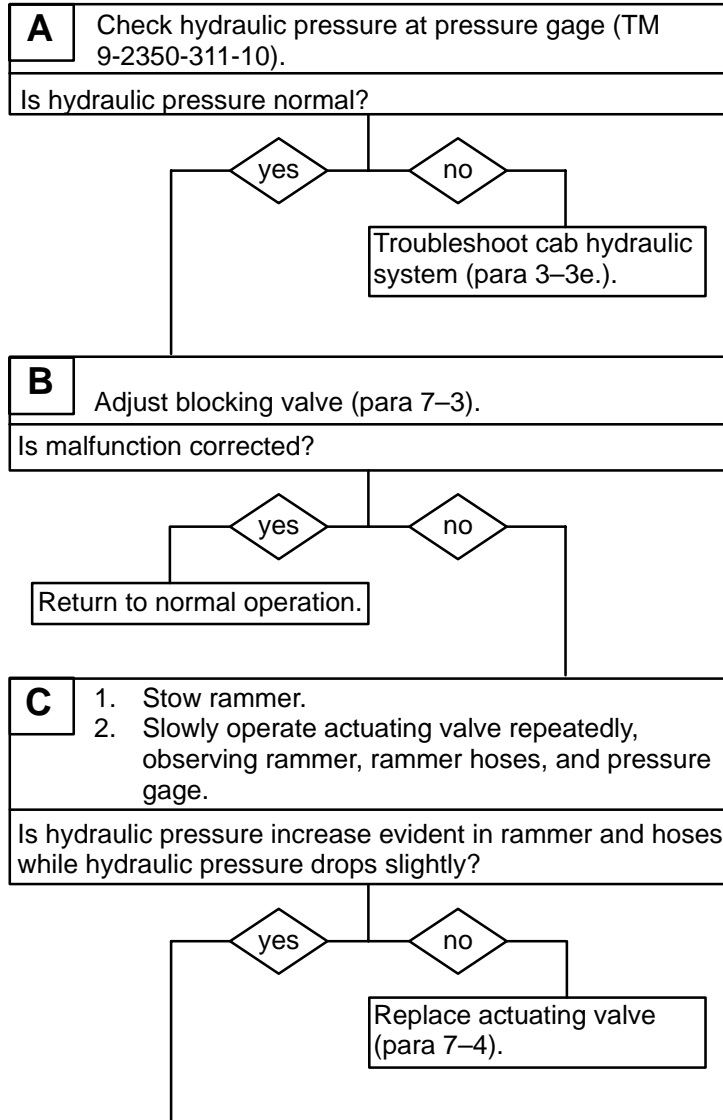 A Check hydraulic pressure at pressure gage (TM
9-2350-311-10).
Is hydraulic pressure normal?
yes no
Troubleshoot cab hydraulic
system (para 3–3e.).
B Adjust blocking valve (para 7–3).
Is malfunction corrected?
yes no
Return to normal operation.
C 1. Stow rammer.
2. Slowly operate actuating valve repeatedly,
observing rammer, rammer hoses, and pressure
gage.
Is hydraulic pressure increase evident in rammer and hoses
while hydraulic pressure drops slightly?
yes no
Replace actuating valve
(para 7–4).